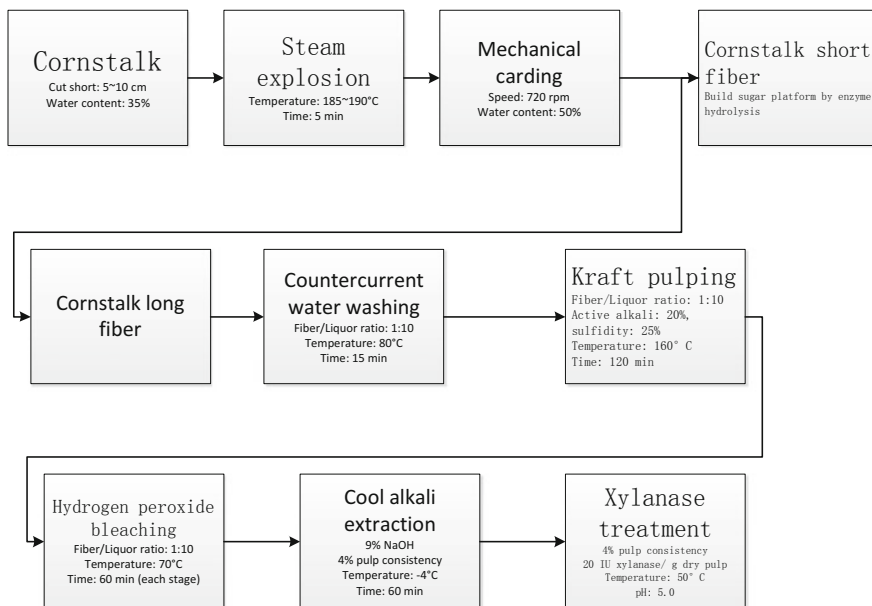 Cornstalk
Cut short: 5~10 cm
Water content: 35%
Steam
explosion
Temperature: 185~190°C
Time: 5 min
Mechanical
carding
Speed: 720 rpm
Water content: 50%
Cornstalk short
fiber
Build sugar platform by enzyme
hydrolysis
Cornstalk long
fiber
Countercurrent
water washing
Fiber/Liquor ratio: 1:10
Temperature: 80°C
Time: 15 min
Kraft pulping
Fiber/Liquor ratio: 1:10
Active alkali: 20%,
sulfidity: 25%
Temperature: 160° C
Time: 120 min
Hydrogen peroxide
bleaching
Fiber/Liquor ratio: 1:10
Temperature: 70°C
Time: 60 min (each stage)
Cool alkali
extraction
9% NaOH
4% pulp consistency
Temperature: -4°C
Time: 60 min
Xylanase
treatment
4% pulp consistency
20 IU xylanase/ g dry pulp
Temperature: 50° C
pH: 5.0